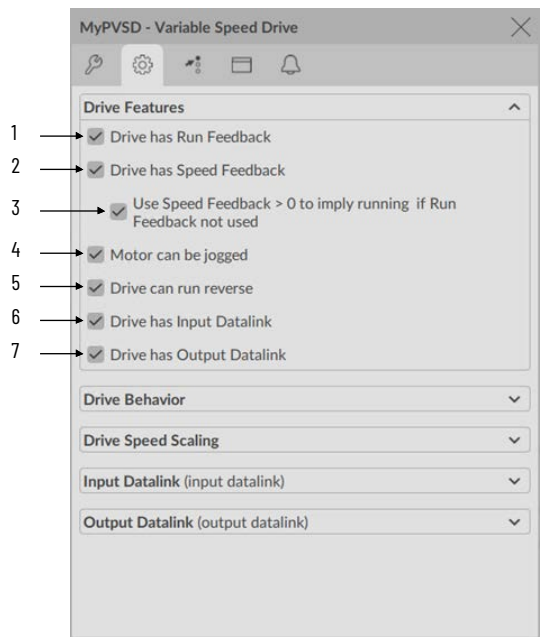 MyPVSD - Variable Speed Drive
Drive Features
1
Drive has Run Feedback
2
Drive has Speed Feedback
3
Use Speed Feedback > 0 to imply running if Run
Feedback not used
4
Motor can be jogged
5
Drive can run reverse
6
Drive has Input Datalink
7
Drive has Output Datalink
Drive Behavior
Drive Speed Scaling
Input Datalink (input datalink)
Output Datalink (output datalink)